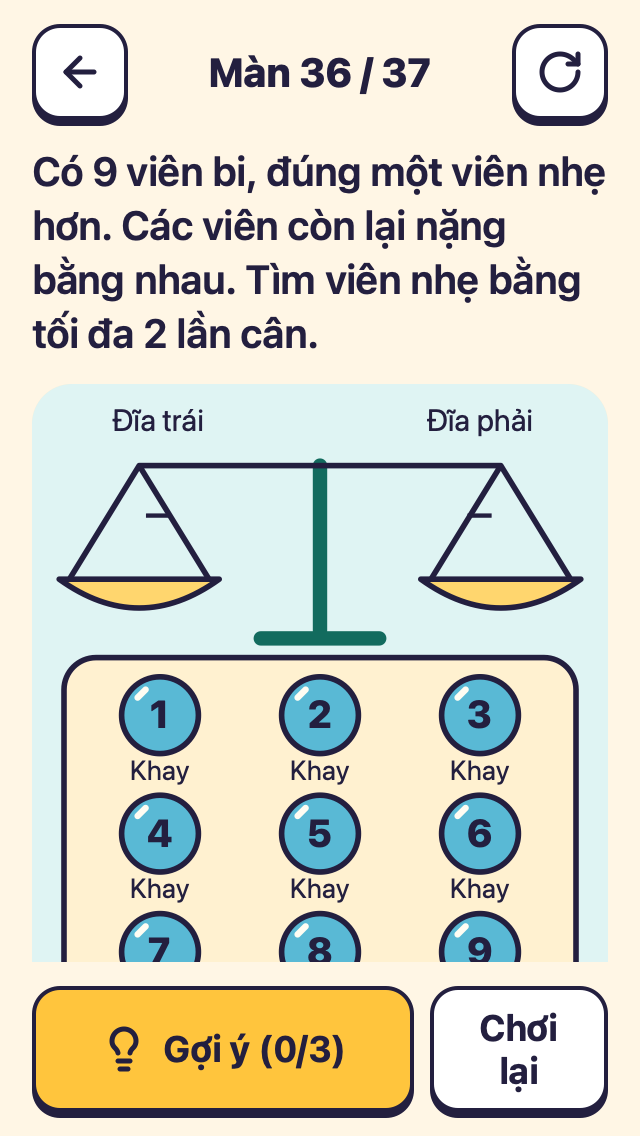 Màn 36 / 37
Có 9 viên bi, đúng một viên nhẹ
hơn. Các viên còn lại nặng
bằng nhau. Tìm viên nhẹ bằng
tối đa 2 lần cân.
Đĩa trái
Đĩa phải
1
2
3
Khay
Khay
Khay
4
5
6
Khay
Khay
Khay
7
8
9
Gợi ý (0/3)
Chơi
lại